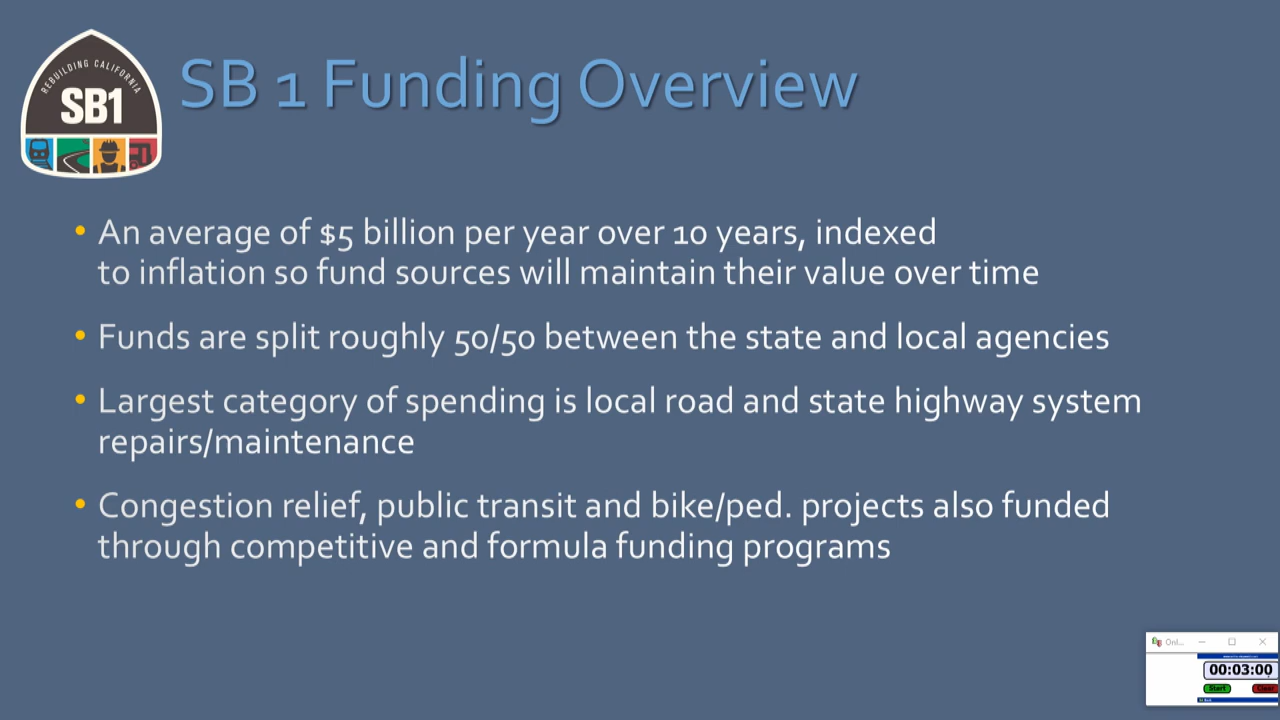 REBUILDING CALIFORNIA
SB1
SB 1 Funding Overview
• An average of $5 billion per year over 10 years, indexed
to inflation so fund sources will maintain their value over time
• Funds are split roughly 50/50 between the state and local agencies
• Largest category of spending is local road and state highway system
repairs/maintenance
• Congestion relief, public transit and bike/ped. projects also funded
through competitive and formula funding programs
Onl...
00:03:00
Start
Clear